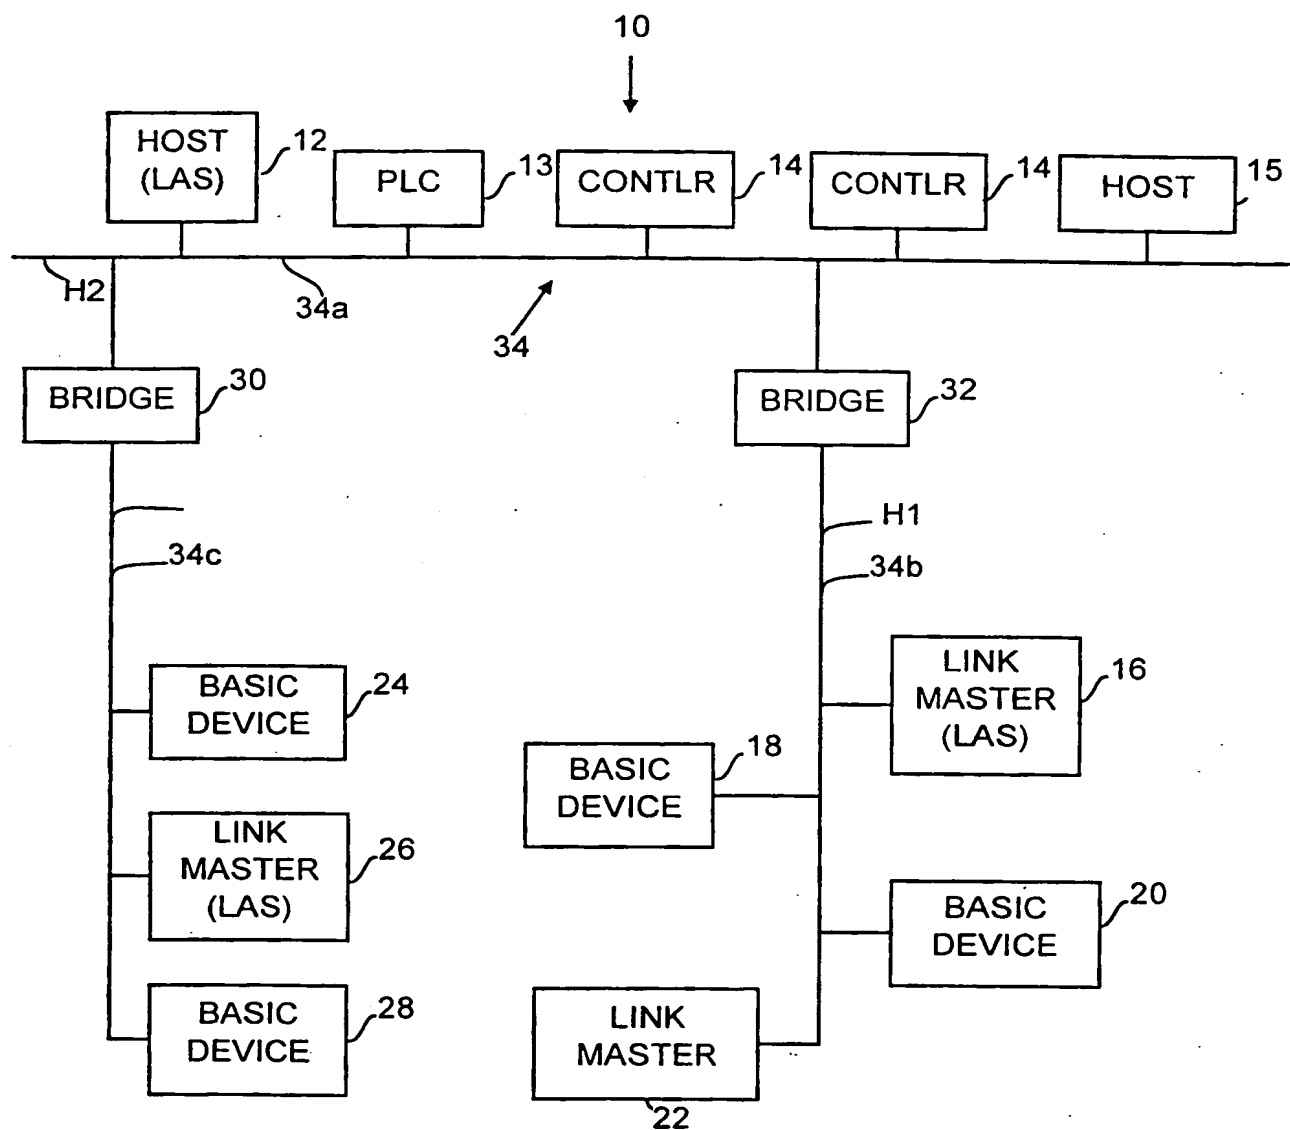 10
HOST
(LAS)
12
PLC
13
CONTLR
14
CONTLR
14
HOST
15
H2
34a
34
BRIDGE
30
BRIDGE
32
H1
34c
34b
BASIC
DEVICE
24
LINK
MASTER
(LAS)
16
BASIC
DEVICE
18
LINK
MASTER
(LAS)
26
BASIC
DEVICE
20
BASIC
DEVICE
28
LINK
MASTER
22